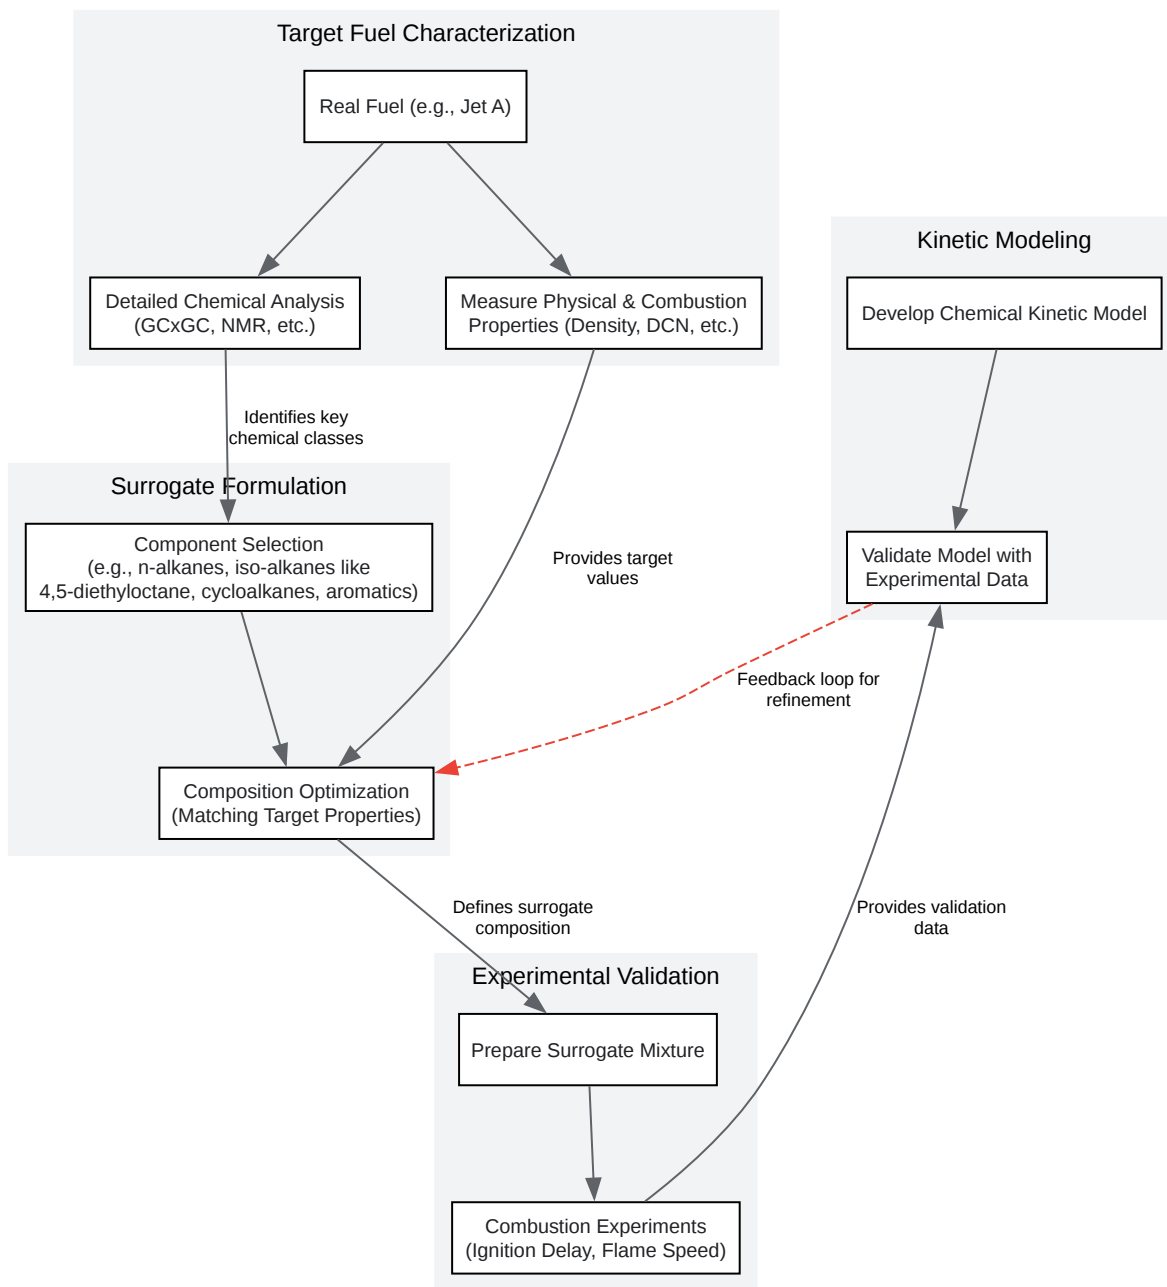 Target Fuel Characterization
Real Fuel (e.g., Jet A)
Detailed Chemical Analysis
(GCxGC, NMR, etc.)
Measure Physical & Combustion
Properties (Density, DCN, etc.)
Kinetic Modeling
Develop Chemical Kinetic Model
Identifies key
chemical classes
Surrogate Formulation
Component Selection
(e.g., n-alkanes, iso-alkanes like
4,5-diethyloctane, cycloalkanes, aromatics)
Provides target
values
Validate Model with
Experimental Data
Feedback loop for
refinement
Composition Optimization
(Matching Target Properties)
Defines surrogate
composition
Provides validation
data
Experimental Validation
Prepare Surrogate Mixture
Combustion Experiments
(Ignition Delay, Flame Speed)